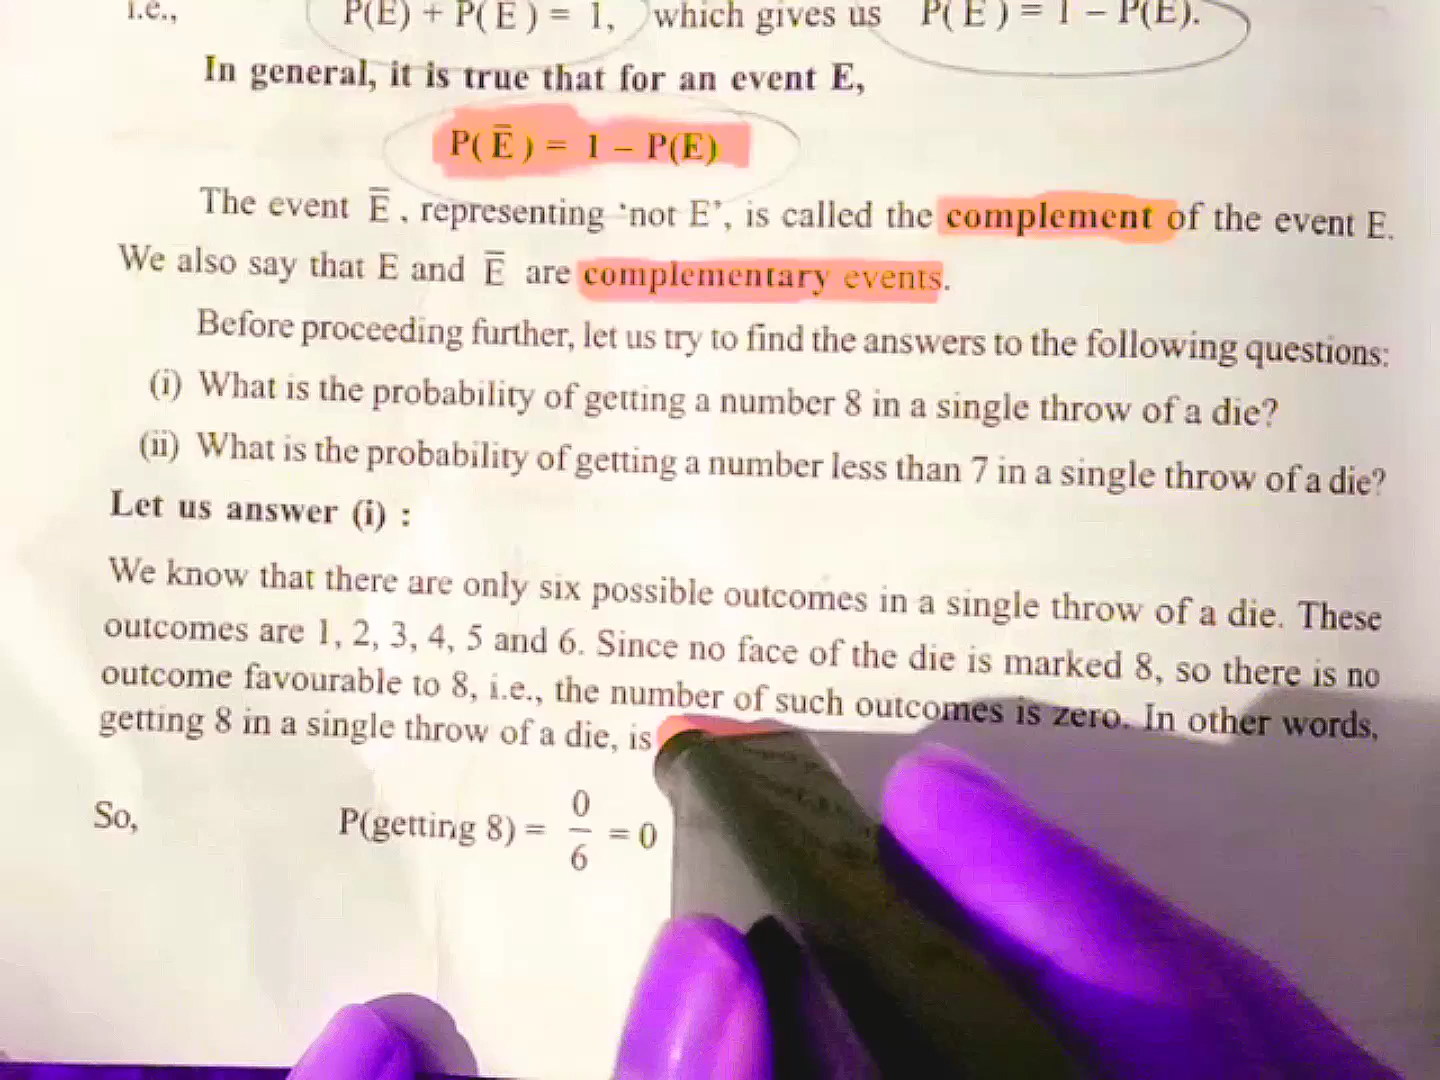 i.e., P(E) + P(E̅) = 1, which gives us P(E̅) = 1 – P(E).
In general, it is true that for an event E,
P(E̅) = 1 – P(E)
The event E̅, representing ‘not E’, is called the complement of the event E.
We also say that E and E̅ are complementary events.
Before proceeding further, let us try to find the answers to the following questions:
(i) What is the probability of getting a number 8 in a single throw of a die?
(ii) What is the probability of getting a number less than 7 in a single throw of a die?
Let us answer (i) :
We know that there are only six possible outcomes in a single throw of a die. These
outcomes are 1, 2, 3, 4, 5 and 6. Since no face of the die is marked 8, so there is no
outcome favourable to 8, i.e., the number of such outcomes is zero. In other words,
getting 8 in a single throw of a die, is
So, P(getting 8) = 0/6 = 0